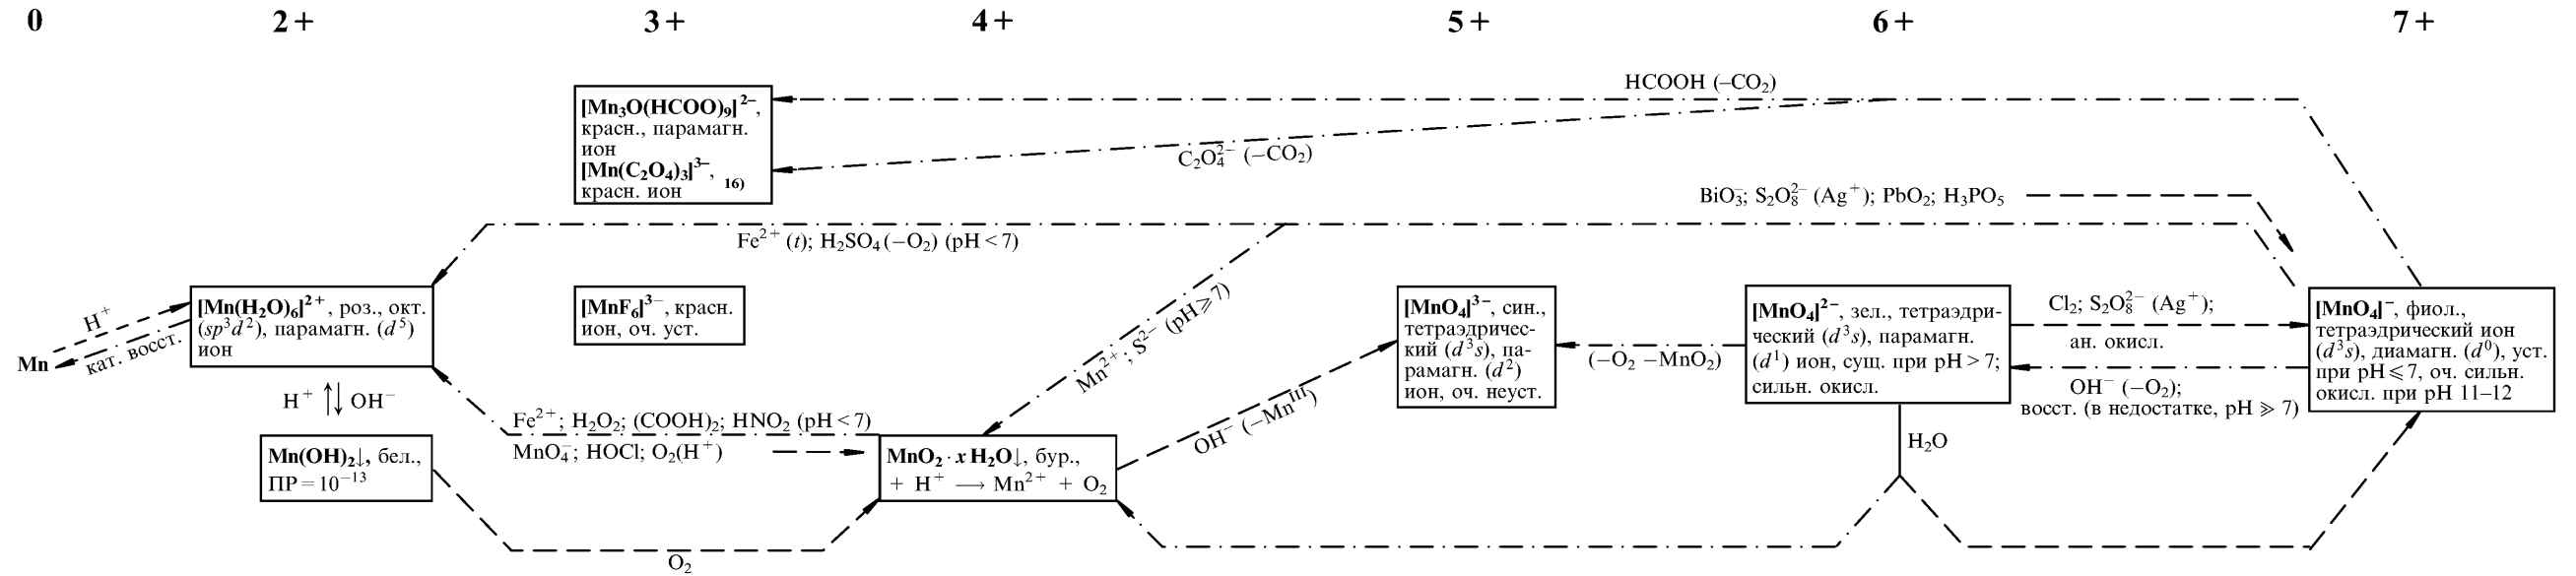 0 2+ 3+ 4+ 5+ 6+ 7+
HCOOH (–CO₂)
[Mn₃O(HCOO)₉]²⁻,
красн., парамагн.
ион
[Mn(C₂O₄)₃]³⁻, ¹⁶⁾
красн. ион
C₂O₄²⁻ (–CO₂)
BiO₃⁻; S₂O₈²⁻ (Ag⁺); PbO₂; H₃PO₅
Fe²⁺ (t); H₂SO₄ (–O₂) (pH < 7)
Mn
H⁺
кат. восст.
[Mn(H₂O)₆]²⁺, роз., окт.
(sp³d²), парамагн. (d⁵)
ион
[MnF₆]³⁻, красн.
ион, оч. уст.
Mn²⁺; S²⁻ (pH ⩾ 7)
[MnO₄]³⁻, син.,
тетраэдричес-
кий (d³s), па-
рамагн. (d²)
ион, оч. неуст.
(–O₂ –MnO₂)
[MnO₄]²⁻, зел., тетраэдри-
ческий (d³s), парамагн.
(d¹) ион, сущ. при pH > 7;
сильн. окисл.
Cl₂; S₂O₈²⁻ (Ag⁺);
ан. окисл.
OH⁻ (–O₂);
восст. (в недостатке, pH ⩾ 7)
[MnO₄]⁻, фиол.,
тетраэдрический ион
(d³s), диамагн. (d⁰), уст.
при pH ⩽ 7, оч. сильн.
окисл. при pH 11–12
H⁺ ↑↓ OH⁻
Fe²⁺; H₂O₂; (COOH)₂; HNO₂ (pH < 7)
MnO₄⁻; HOCl; O₂(H⁺)
OH⁻ (–Mn^III)
H₂O
Mn(OH)₂↓, бел.,
ПР = 10⁻¹³
MnO₂ · x H₂O↓, бур.,
+ H⁺ ⟶ Mn²⁺ + O₂
O₂